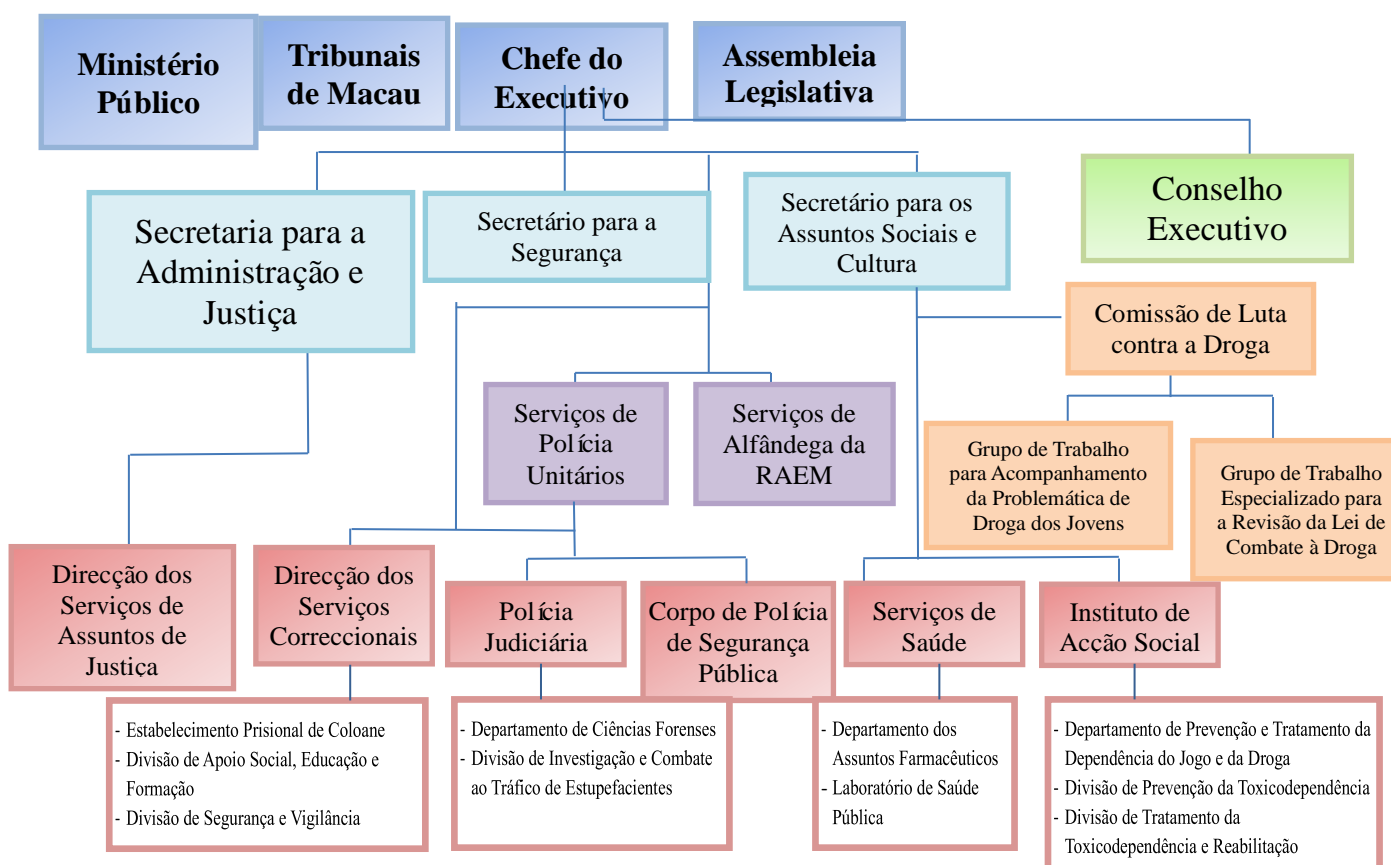 Ministério
Público
Tribunais
de Macau
Chefe do
Executivo
Assembleia
Legislativa
Secretaria para a
Administração e
Justiça
Secretário para a
Segurança
Secretário para os
Assuntos Sociais e
Cultura
Conselho
Executivo
Comissão de Luta
contra a Droga
Serviços de
Polícia
Unitários
Serviços de
Alfândega da
RAEM
Grupo de Trabalho
para Acompanhamento
da Problemática de
Droga dos Jovens
Grupo de Trabalho
Especializado para
a Revisão da Lei de
Combate à Droga
Direcção dos
Serviços de
Assuntos de
Justiça
Direcção dos
Serviços
Correccionais
Polícia
Judiciária
Corpo de Polícia
de Segurança
Pública
Serviços de
Saúde
Instituto de
Acção Social
- Estabelecimento Prisional de Coloane
- Divisão de Apoio Social, Educação e
Formação
- Divisão de Segurança e Vigilância
- Departamento de Ciências Forenses
- Divisão de Investigação e Combate
ao Tráfico de Estupefacientes
- Departamento dos
Assuntos Farmacêuticos
- Laboratório de Saúde
Pública
- Departamento de Prevenção e Tratamento da
Dependência do Jogo e da Droga
- Divisão de Prevenção da Toxicodependência
- Divisão de Tratamento da
Toxicodependência e Reabilitação